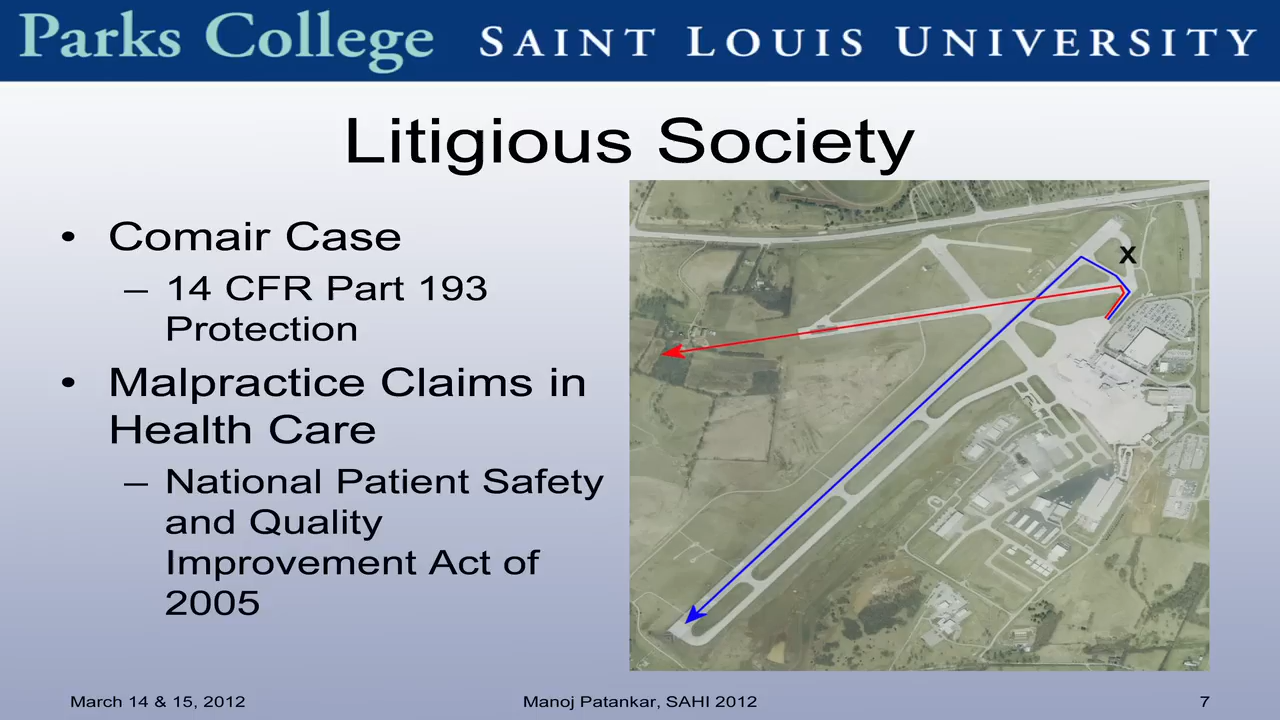 Parks College SAINT LOUIS UNIVERSITY
Litigious Society
• Comair Case
– 14 CFR Part 193
Protection
• Malpractice Claims in
Health Care
– National Patient Safety
and Quality
Improvement Act of
2005
X
March 14 & 15, 2012
Manoj Patankar, SAHI 2012
7